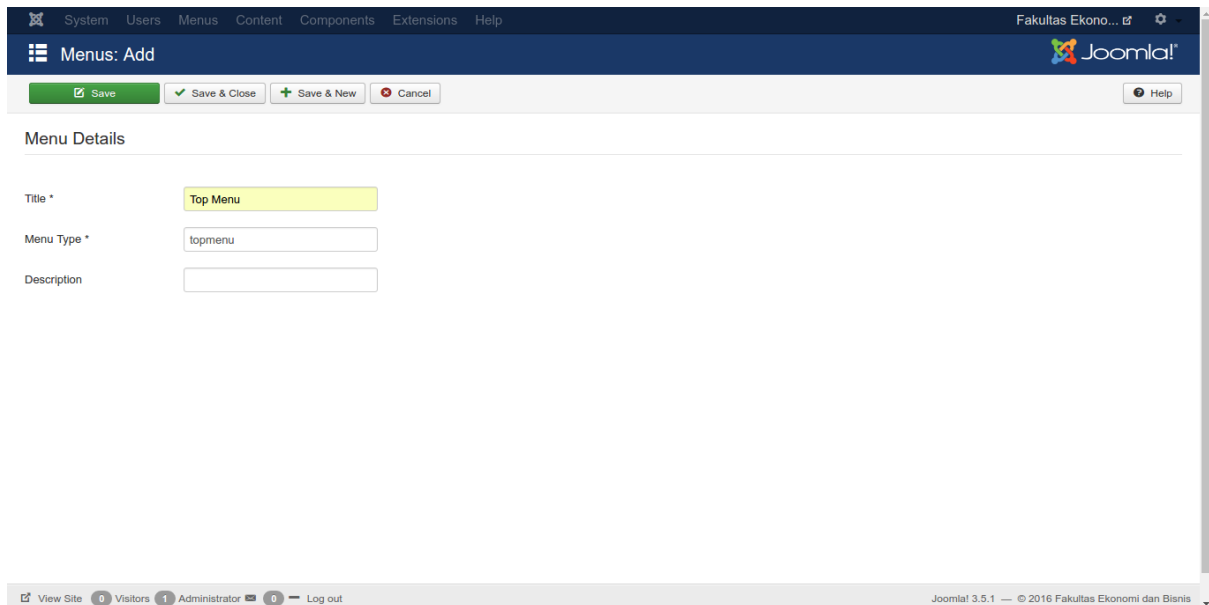 System Users Menus Content Components Extensions Help Fakultas Ekono...
Menus: Add Joomla!®
Save Save & Close Save & New Cancel Help
Menu Details
Title * Top Menu
Menu Type * topmenu
Description
View Site 0 Visitors 1 Administrator 0 Log out Joomla! 3.5.1 — © 2016 Fakultas Ekonomi dan Bisnis